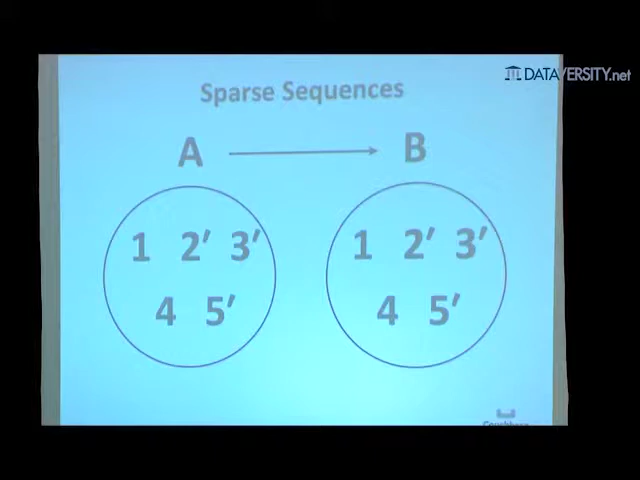 DATAVERSITY.net
Sparse Sequences
A B
1 2′ 3′ 1 2′ 3′
4 5′ 4 5′